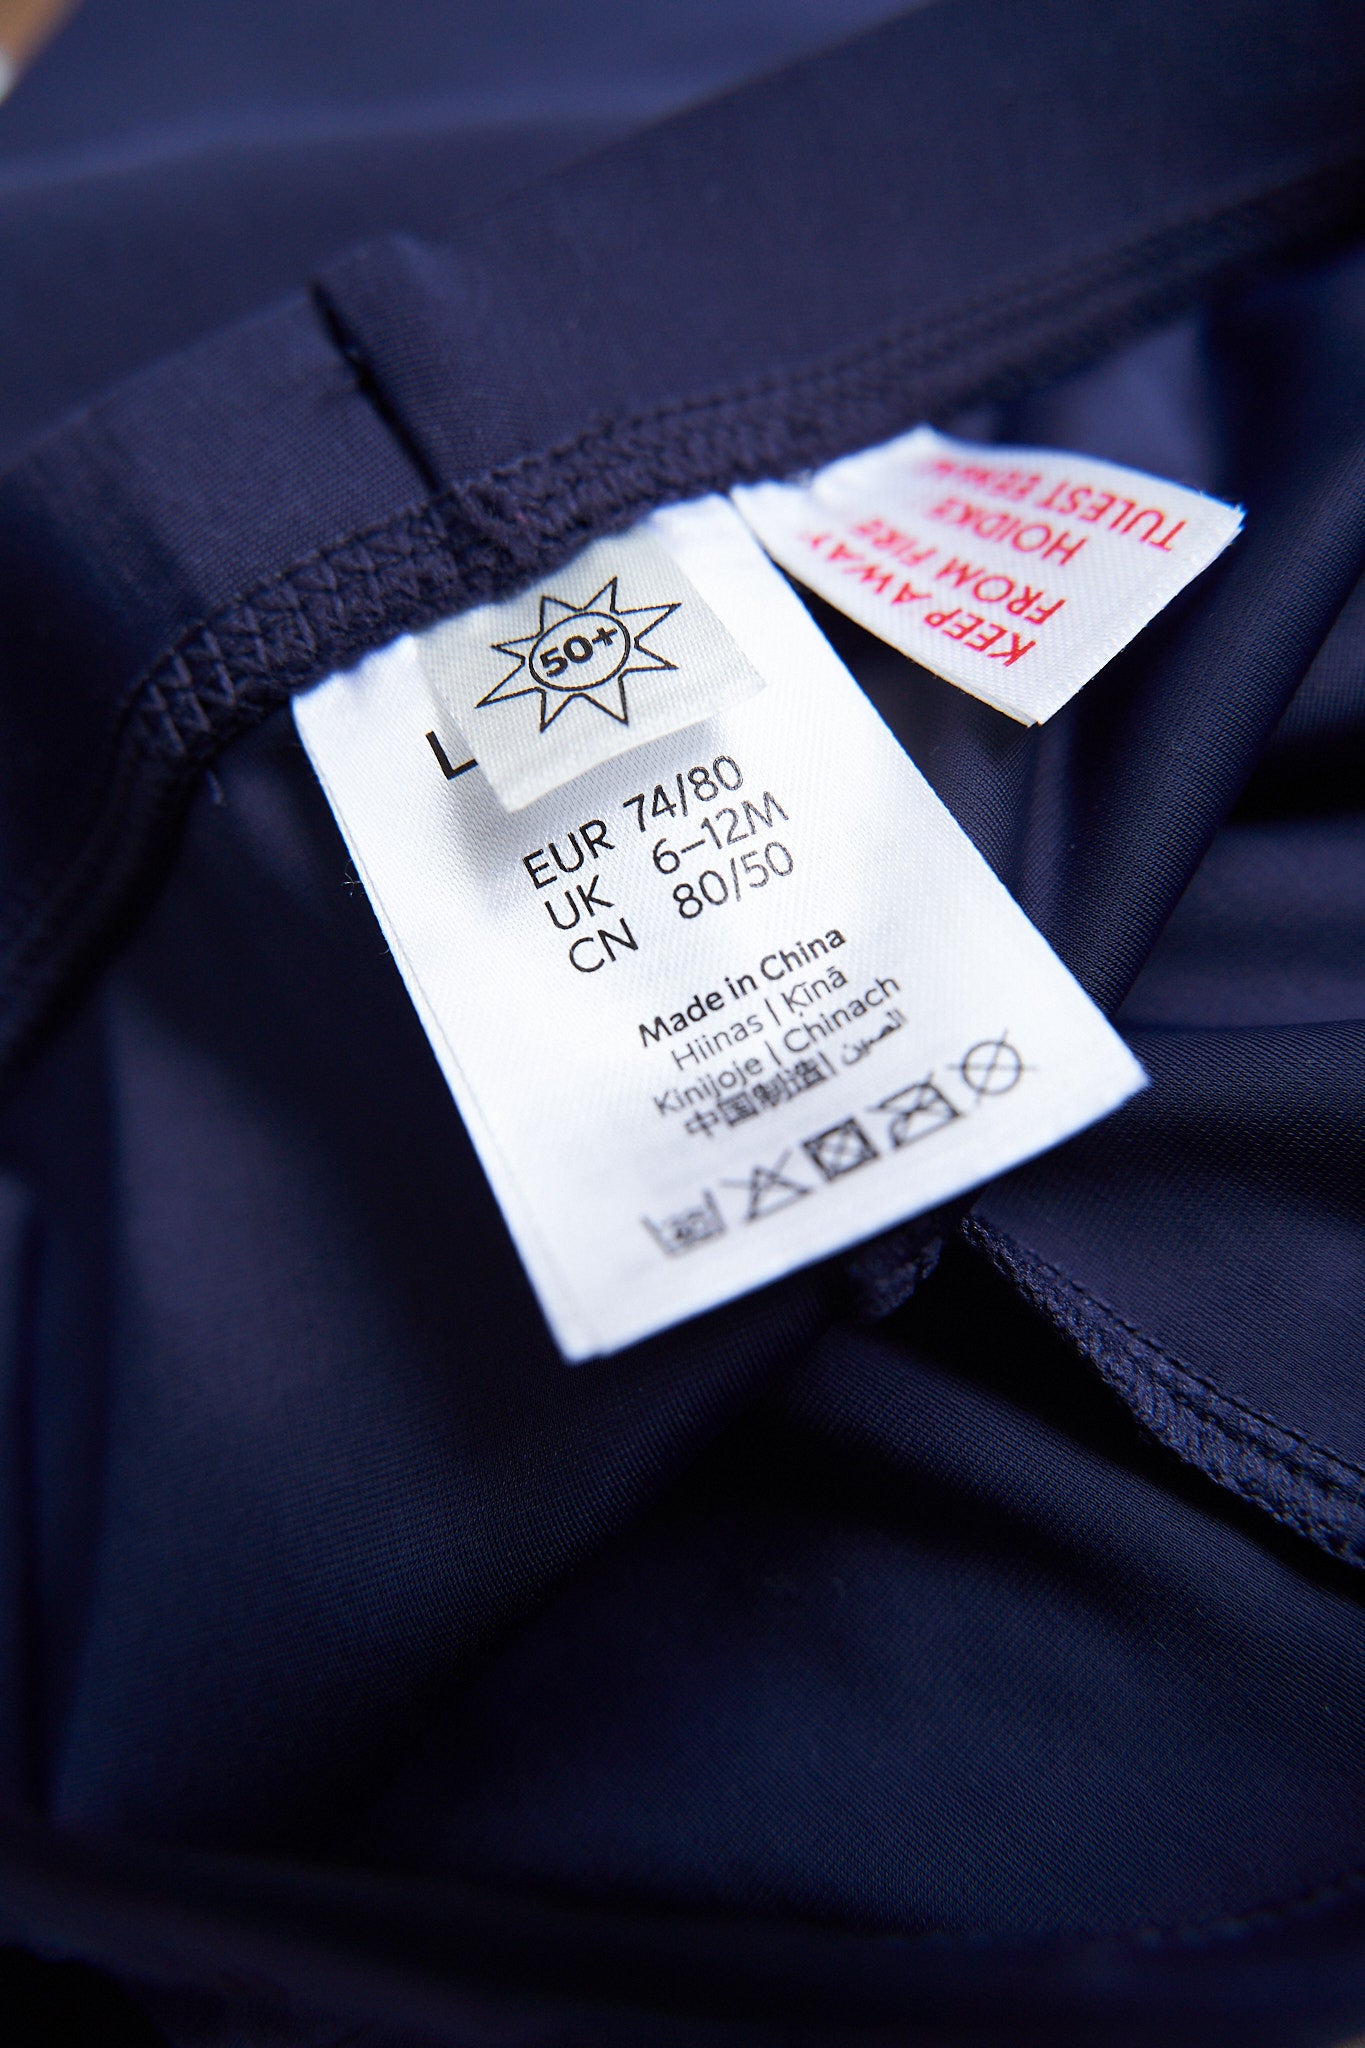 50+
L
EUR 74/80
UK 6–12M
CN 80/50
Made in China
Hiinas | Ķīnā
Kinijoje | Chinach
中国制造 | الصين
KEEP AWAY
FROM FIRE
HOIDKE
TULEST EEMAL